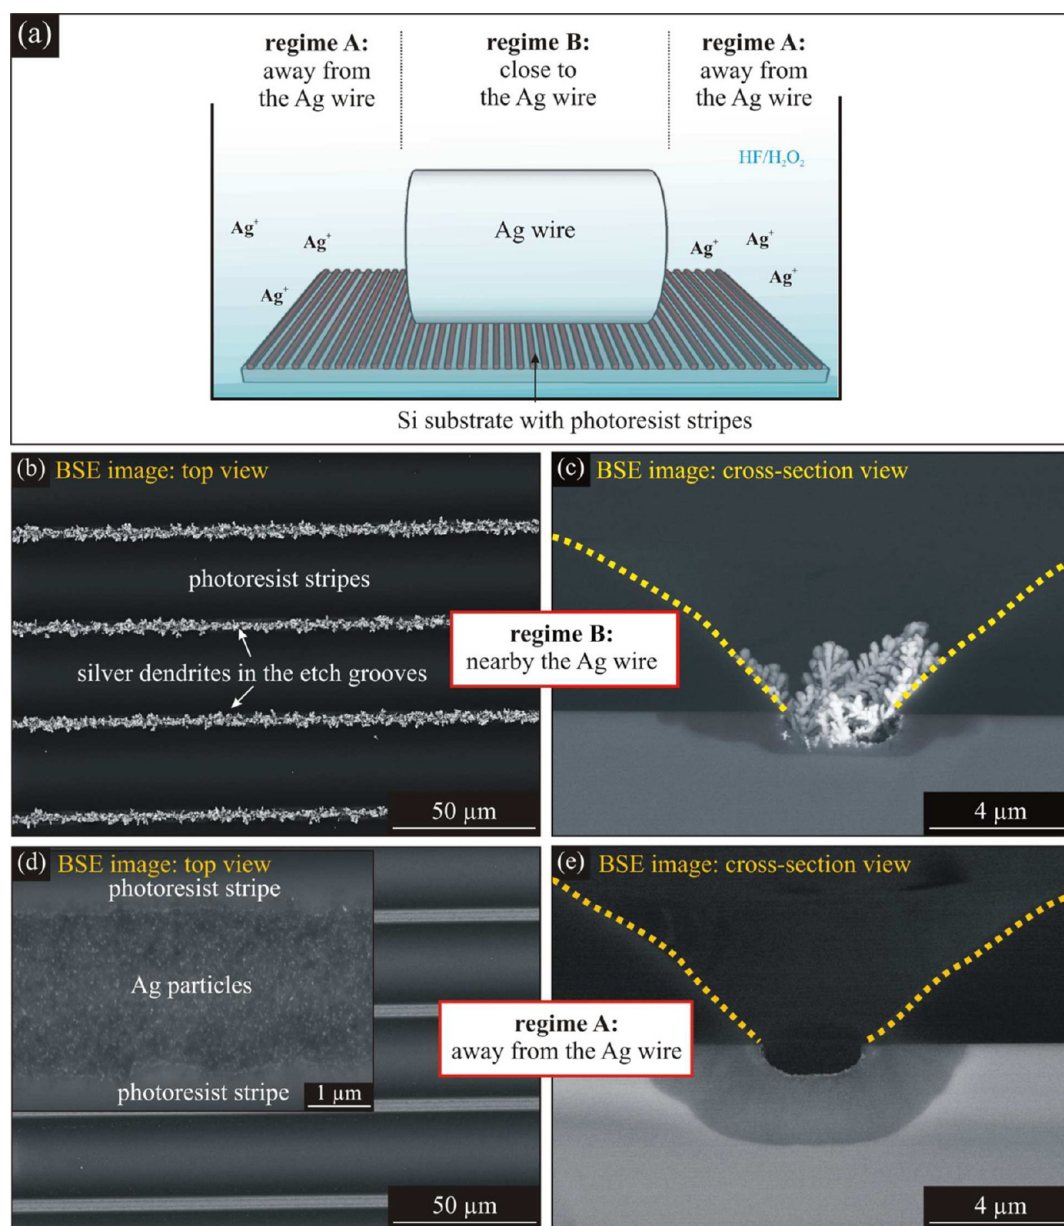 (a)
regime A:
away from
the Ag wire
regime B:
close to
the Ag wire
regime A:
away from
the Ag wire
HF/H₂O₂
Ag wire
Ag⁺
Ag⁺
Ag⁺
Ag⁺
Ag⁺
Ag⁺
Si substrate with photoresist stripes
(b) BSE image: top view
photoresist stripes
silver dendrites in the etch grooves
50 µm
(c)
BSE image: cross-section view
4 µm
regime B:
nearby the Ag wire
(d) BSE image: top view
photoresist stripe
Ag particles
photoresist stripe
1 µm
50 µm
(e)
BSE image: cross-section view
4 µm
regime A:
away from the Ag wire